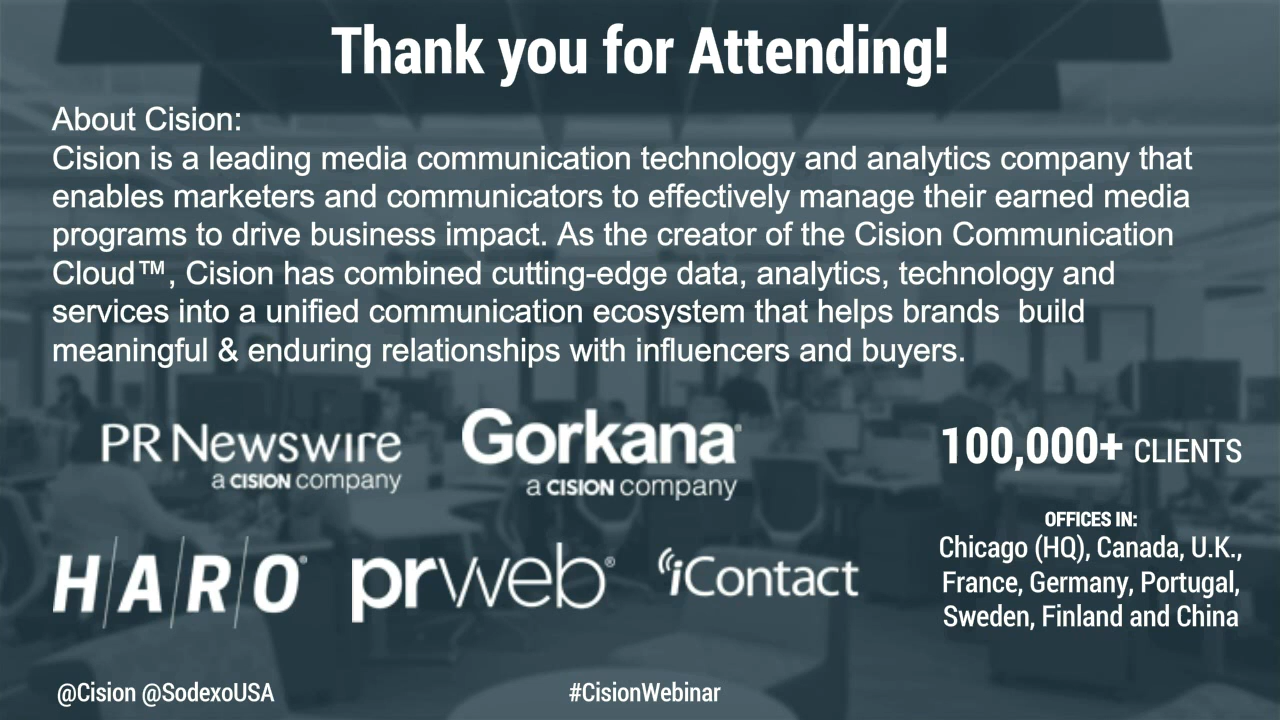 Thank you for Attending!
About Cision:
Cision is a leading media communication technology and analytics company that
enables marketers and communicators to effectively manage their earned media
programs to drive business impact. As the creator of the Cision Communication
Cloud™, Cision has combined cutting-edge data, analytics, technology and
services into a unified communication ecosystem that helps brands  build
meaningful & enduring relationships with influencers and buyers.
PR Newswire
a CISION company
Gorkana®
a CISION company
H/A/R/O®
prweb®
iContact
100,000+ CLIENTS
OFFICES IN:
Chicago (HQ), Canada, U.K.,
France, Germany, Portugal,
Sweden, Finland and China
@Cision @SodexoUSA
#CisionWebinar